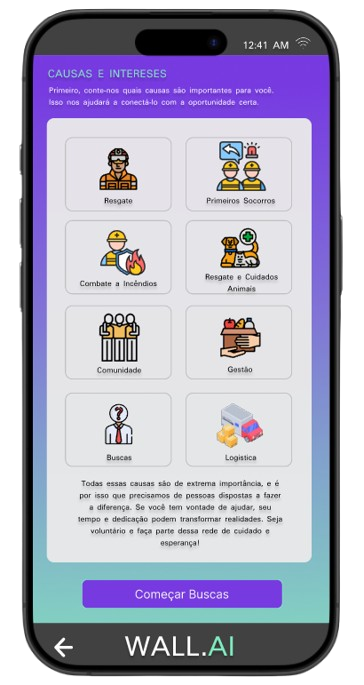 12:41 AM
CAUSAS E INTERESES
Primeiro, conte-nos quais causas são importantes para você.
Isso nos ajudará a conectá-lo com a oportunidade certa.
Resgate
Primeiros Socorros
Combate a Incêndios
Resgate e Cuidados
Animais
Comunidade
Gestão
?
Buscas
Logistica
Todas essas causas são de extrema importância, e é
por isso que precisamos de pessoas dispostas a fazer
a diferença. Se você tem vontade de ajudar, seu
tempo e dedicação podem transformar realidades. Seja
voluntário e faça parte dessa rede de cuidado e
esperança!
Começar Buscas
WALL.AI